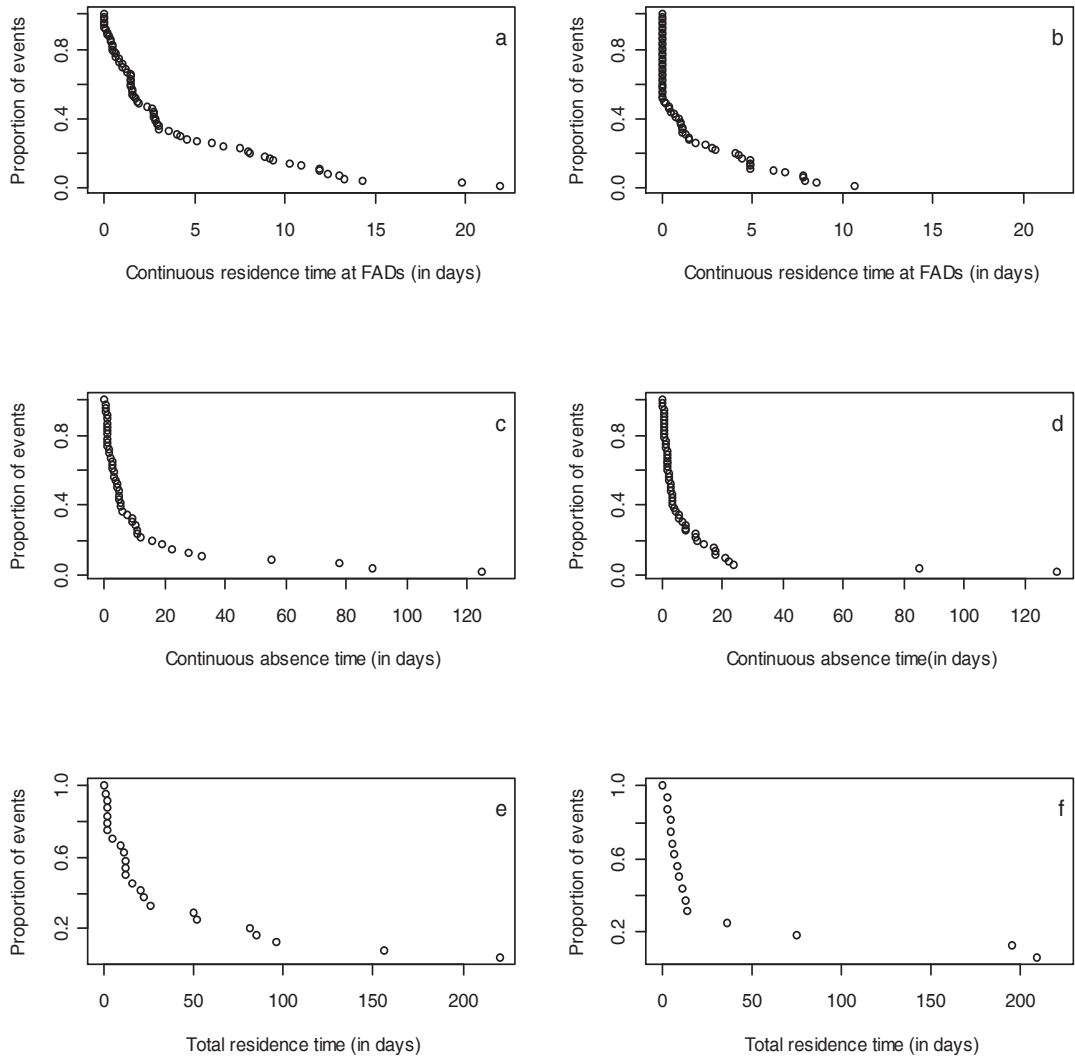 Proportion of events
0.0 0.4 0.8
a
0 5 10 15 20
Continuous residence time at FADs (in days)
Proportion of events
0.0 0.4 0.8
b
0 5 10 15 20
Continuous residence time at FADs (in days)
Proportion of events
0.0 0.4 0.8
c
0 20 40 60 80 100 120
Continuous absence time (in days)
Proportion of events
0.0 0.4 0.8
d
0 20 40 60 80 100 120
Continuous absence time(in days)
Proportion of events
0.2 0.6 1.0
e
0 50 100 150 200
Total residence time (in days)
Proportion of events
0.2 0.6 1.0
f
0 50 100 150 200
Total residence time (in days)